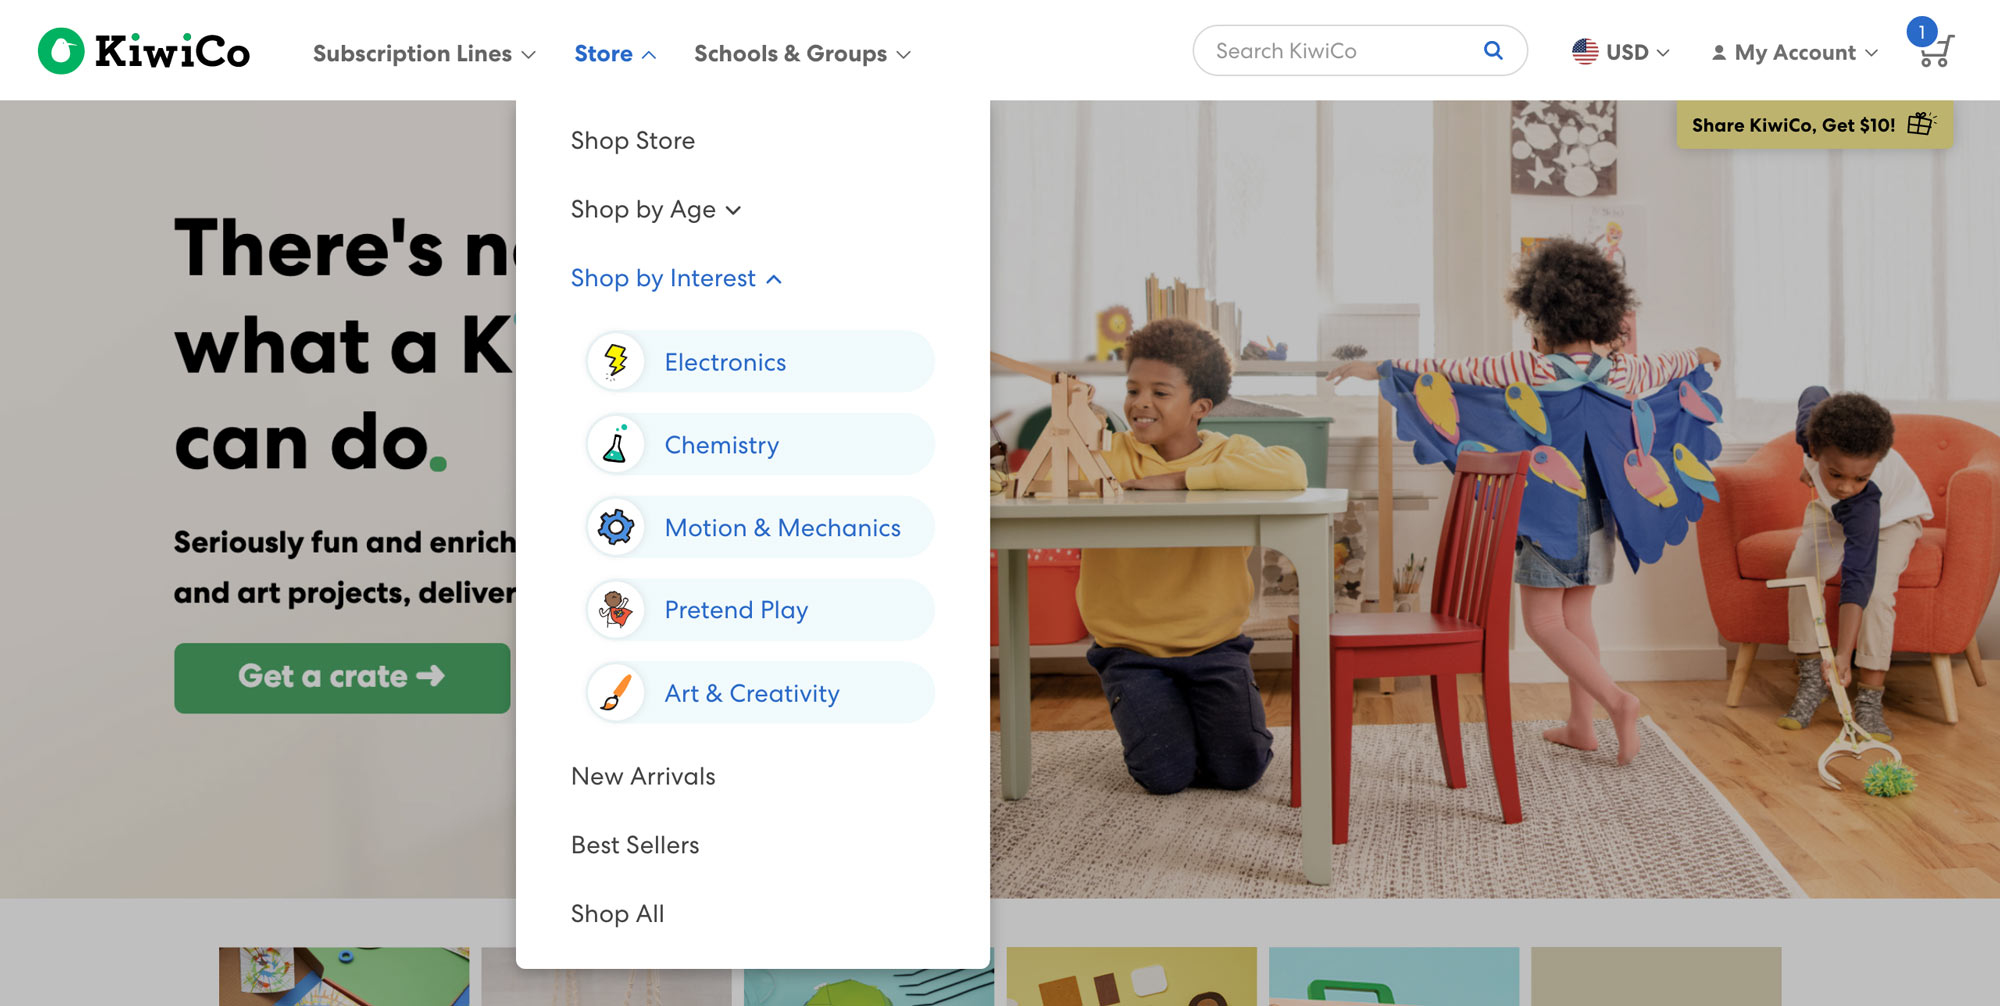 KiwiCo
Subscription Lines
Store
Schools & Groups
Search KiwiCo
USD
My Account
1
Share KiwiCo, Get $10!
Shop Store
Shop by Age
Shop by Interest
Electronics
Chemistry
Motion & Mechanics
Pretend Play
Art & Creativity
New Arrivals
Best Sellers
Shop All
There's
what a
can do.
Seriously fun and enrich
and art projects, deliver
Get a crate